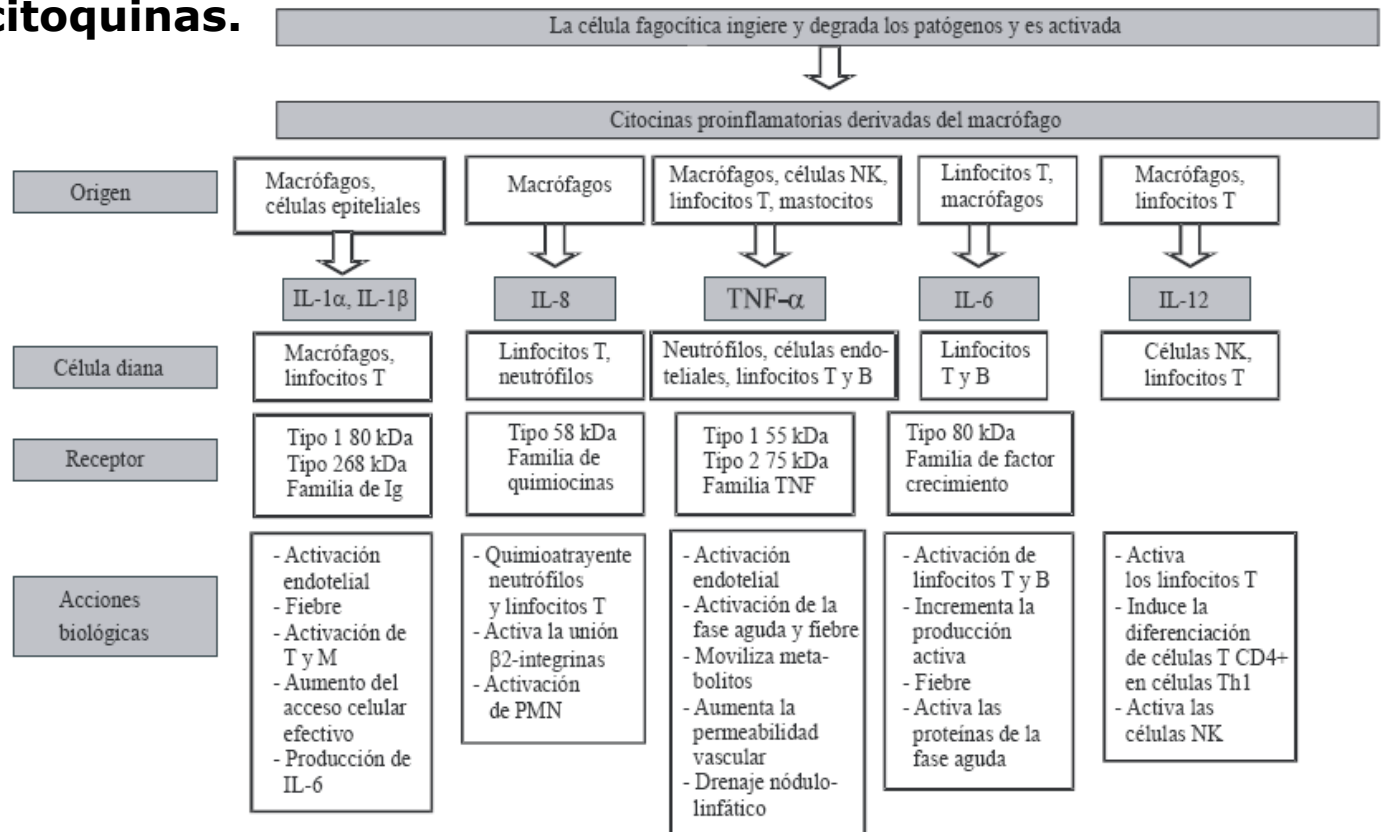 citoquinas.
La célula fagocítica ingiere y degrada los patógenos y es activada
Citocinas proinflamatorias derivadas del macrófago
Origen
Macrófagos,
células epiteliales
Macrófagos
Macrófagos, células NK,
linfocitos T, mastocitos
Linfocitos T,
macrófagos
Macrófagos,
linfocitos T
IL-1α, IL-1β
IL-8
TNF-α
IL-6
IL-12
Célula diana
Macrófagos,
linfocitos T
Linfocitos T,
neutrófilos
Neutrófilos, células endo-
teliales, linfocitos T y B
Linfocitos
T y B
Células NK,
linfocitos T
Receptor
Tipo 1 80 kDa
Tipo 268 kDa
Familia de Ig
Tipo 58 kDa
Familia de
quimiocinas
Tipo 1 55 kDa
Tipo 2 75 kDa
Familia TNF
Tipo 80 kDa
Familia de factor
crecimiento
Acciones
biológicas
- Activación
endotelial
- Fiebre
- Activación de
T y M
- Aumento del
acceso celular
efectivo
- Producción de
IL-6
- Quimioatrayente
neutrófilos
y linfocitos T
- Activa la unión
β2-integrinas
- Activación
de PMN
- Activación
endotelial
- Activación de la
fase aguda y fiebre
- Moviliza meta-
bolitos
- Aumenta la
permeabilidad
vascular
- Drenaje nódulo-
linfático
- Activación de
linfocitos T y B
- Incrementa la
producción
activa
- Fiebre
- Activa las
proteínas de la
fase aguda
- Activa
los linfocitos T
- Induce la
diferenciación
de células T CD4+
en células Th1
- Activa las
células NK